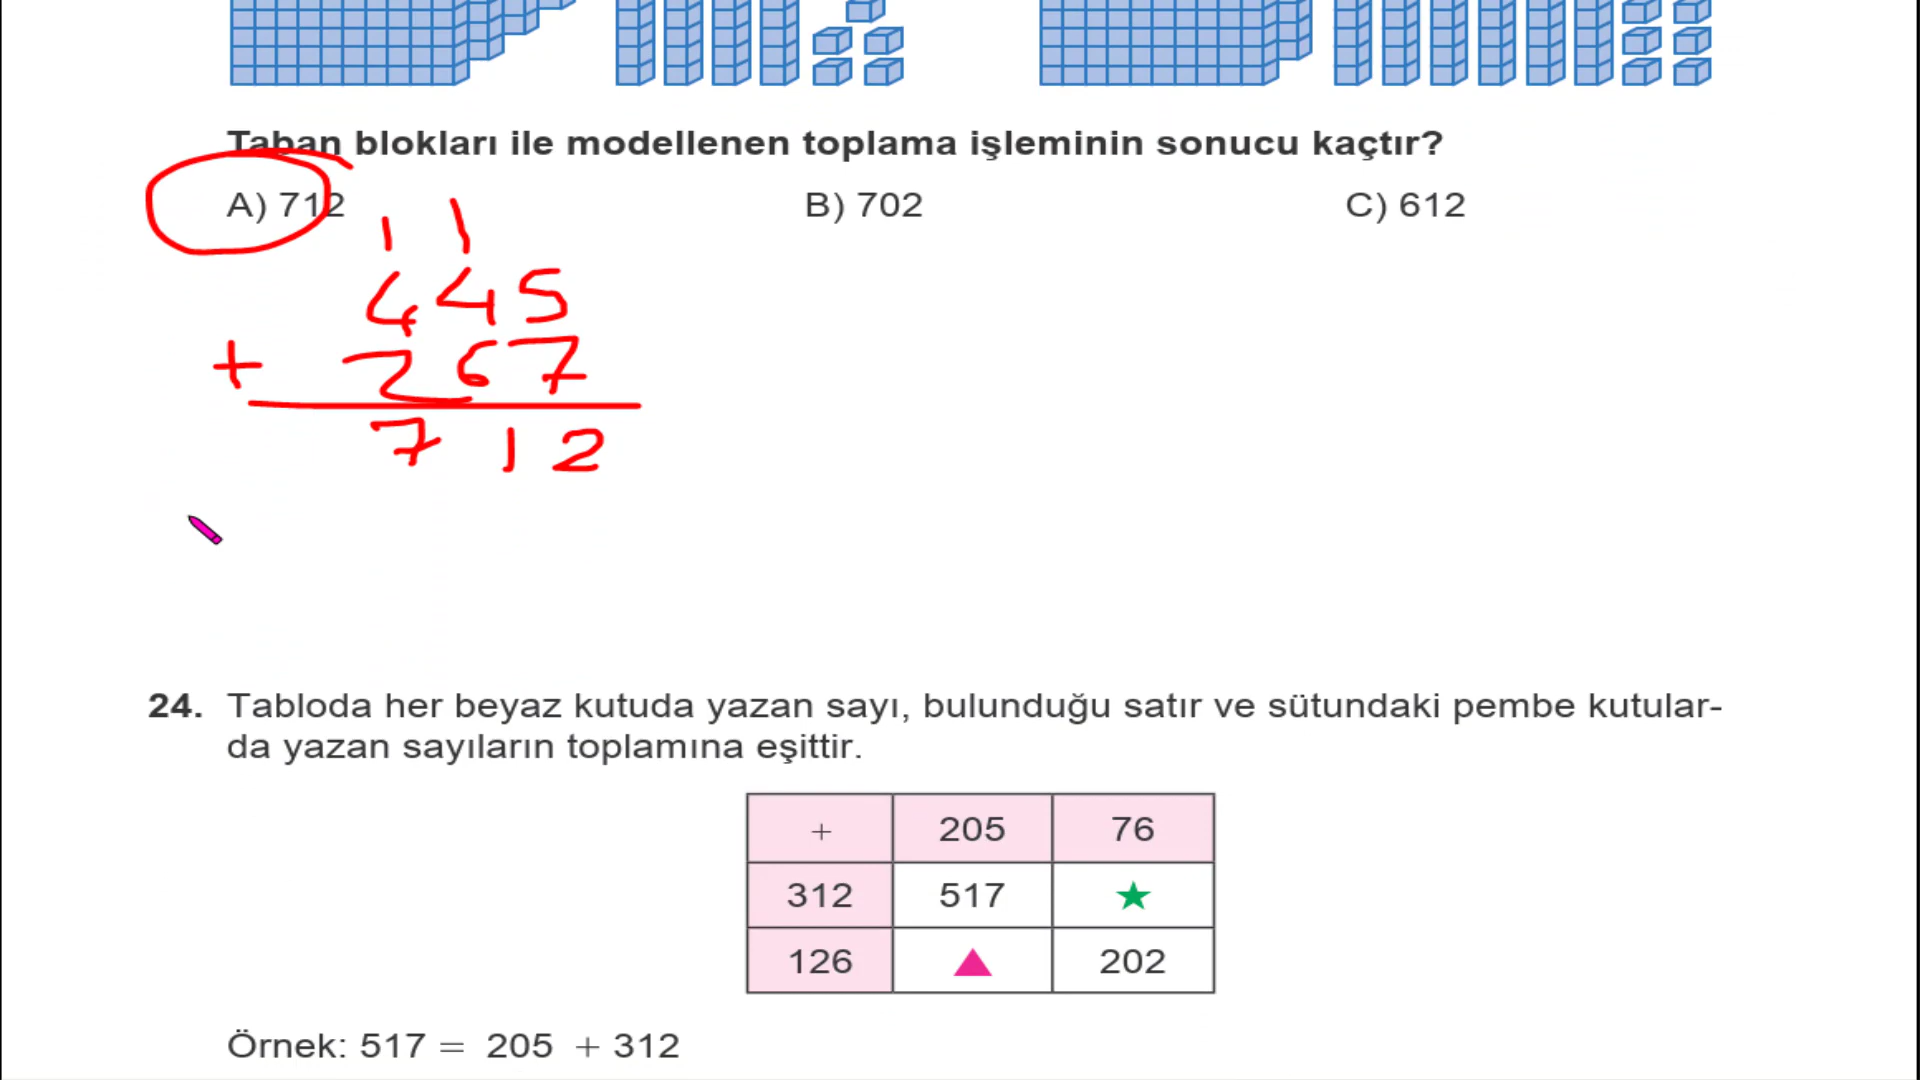 Taban blokları ile modellenen toplama işleminin sonucu kaçtır?
A) 712 B) 702 C) 612
1 1
445
+ 267
712
24. Tabloda her beyaz kutuda yazan sayı, bulunduğu satır ve sütundaki pembe kutular-
da yazan sayıların toplamına eşittir.
+ 205 76
312 517 ★
126 ▲ 202
Örnek: 517 = 205 + 312